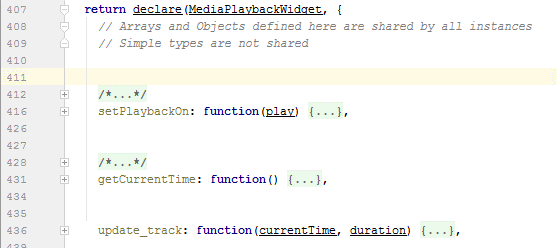 407 return declare(MediaPlaybackWidget, {
408 // Arrays and Objects defined here are shared by all instances
409 // Simple types are not shared
410
411
412 /*...*/
416 setPlaybackOn: function(play) {...},
426
427
428 /*...*/
431 getCurrentTime: function() {...},
434
435
436 update_track: function(currentTime, duration) {...},